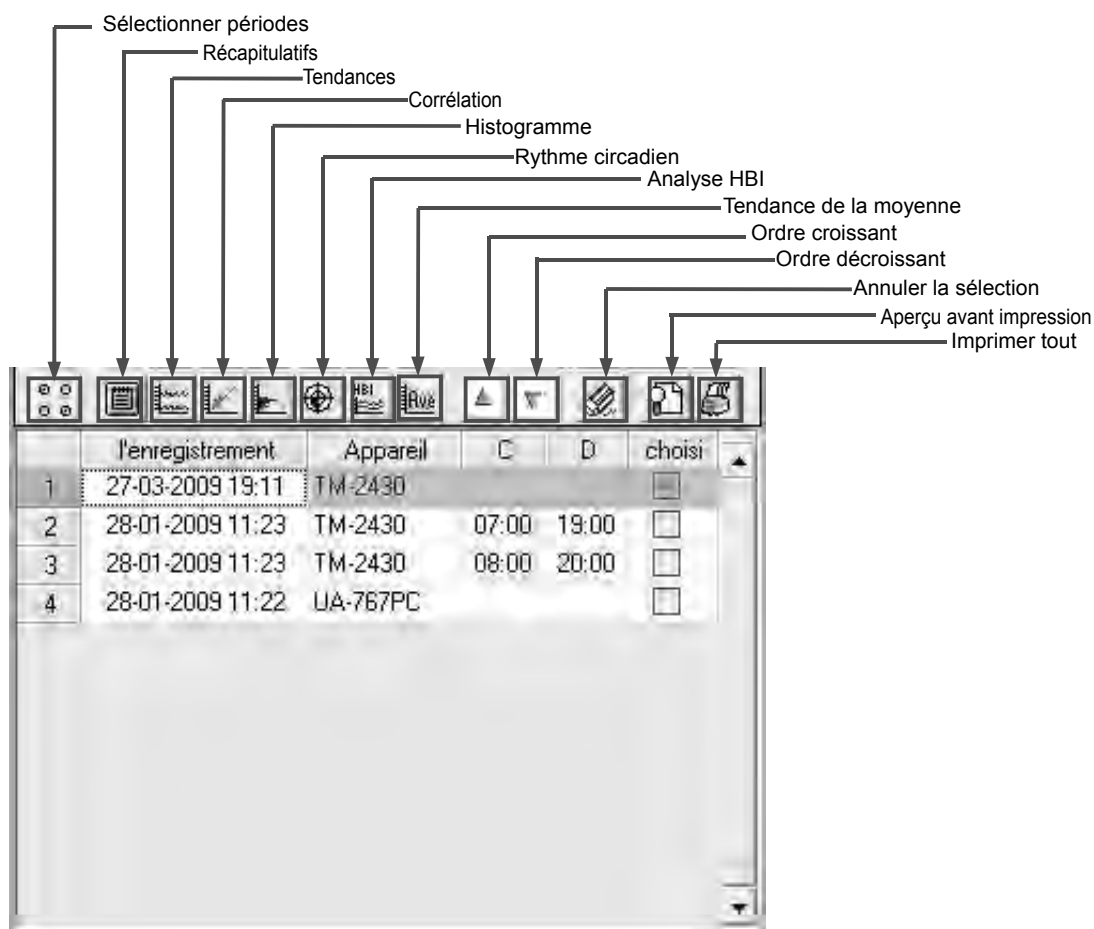 Sélectionner périodes
Récapitulatifs
Tendances
Corrélation
Histogramme
Rythme circadien
Analyse HBI
Tendance de la moyenne
Ordre croissant
Ordre décroissant
Annuler la sélection
Aperçu avant impression
Imprimer tout
HBI Ave
l'enregistrement Appareil C D choisi
1 27-03-2009 19:11 TM-2430
2 28-01-2009 11:23 TM-2430 07:00 19:00
3 28-01-2009 11:23 TM-2430 08:00 20:00
4 28-01-2009 11:22 UA-767PC